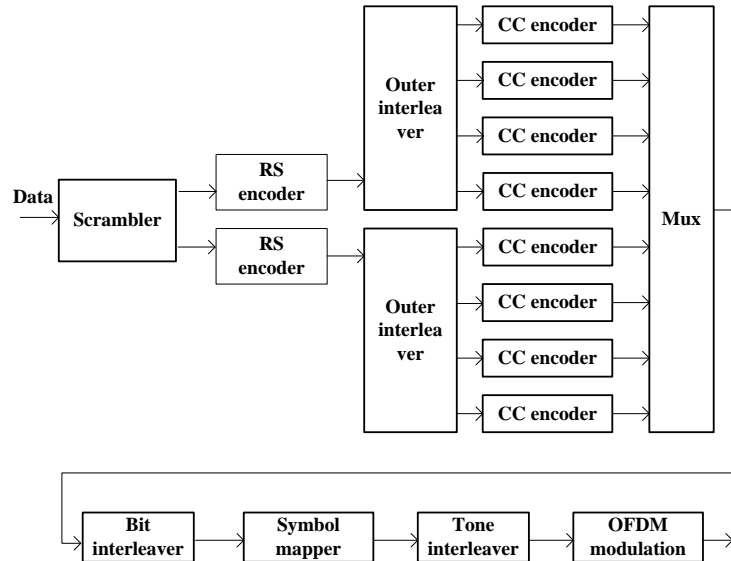 CC encoder
CC encoder
Outer
interlea
ver
CC encoder
RS
encoder
CC encoder
Data
Scrambler
Mux
RS
encoder
CC encoder
Outer
interlea
ver
CC encoder
CC encoder
CC encoder
Bit
interleaver
Symbol
mapper
Tone
interleaver
OFDM
modulation